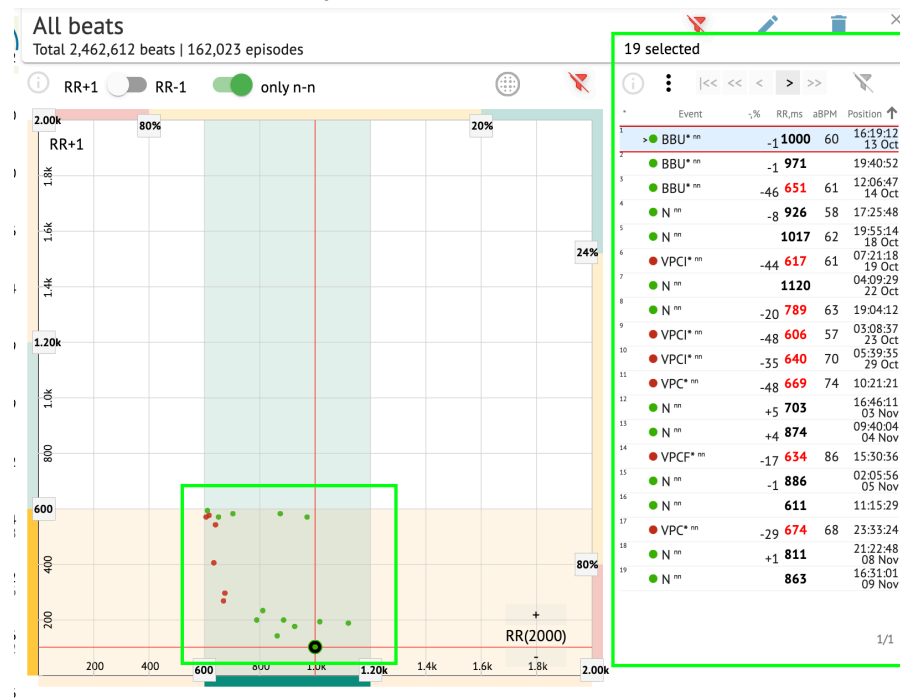 All beats
Total 2,462,612 beats | 162,023 episodes
RR+1 RR-1 only n-n
2.00k
80%
20%
RR+1
1.8k
1.6k
24%
1.4k
1.20k
1.0k
800
600
400
80%
200
+
RR(2000)
-
200 400 600 800 1.0k 1.20k 1.4k 1.6k 1.8k 2.00k
19 selected
|<< << < > >>
* Event -,% RR,ms aBPM Position ↑
1 > BBU* nn -1 1000 60 16:19:12 13 Oct
2 BBU* nn -1 971 19:40:52
3 BBU* nn -46 651 61 12:06:47 14 Oct
4 N nn -8 926 58 17:25:48
5 N nn 1017 62 19:55:14 18 Oct
6 VPCI* nn -44 617 61 07:21:18 19 Oct
7 N nn 1120 04:09:29 22 Oct
8 N nn -20 789 63 19:04:12
9 VPCI* nn -48 606 57 03:08:37 23 Oct
10 VPCI* nn -35 640 70 05:39:35 29 Oct
11 VPC* nn -48 669 74 10:21:21
12 N nn +5 703 16:46:11 03 Nov
13 N nn +4 874 09:40:04 04 Nov
14 VPCF* nn -17 634 86 15:30:36
15 N nn -1 886 02:05:56 05 Nov
16 N nn 611 11:15:29
17 VPC* nn -29 674 68 23:33:24
18 N nn +1 811 21:22:48 08 Nov
19 N nn 863 16:31:01 09 Nov
1/1